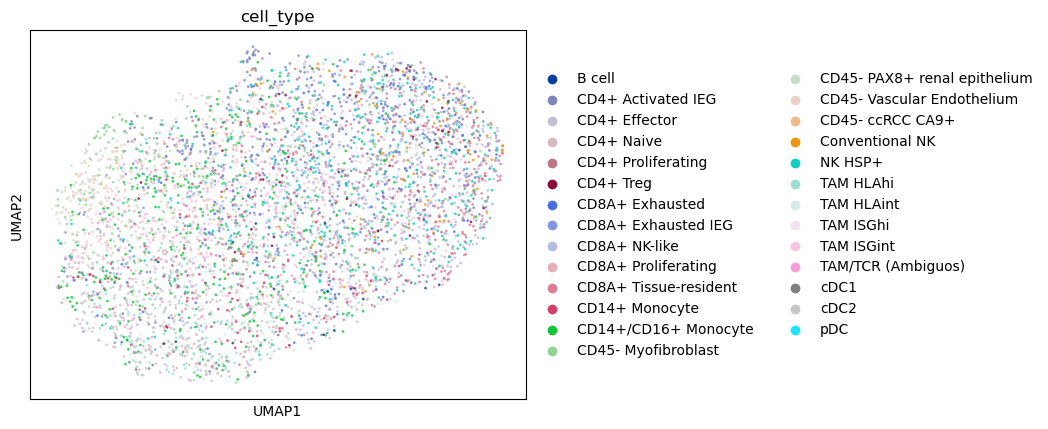 cell_type
UMAP2
UMAP1
B cell
CD4+ Activated IEG
CD4+ Effector
CD4+ Naive
CD4+ Proliferating
CD4+ Treg
CD8A+ Exhausted
CD8A+ Exhausted IEG
CD8A+ NK-like
CD8A+ Proliferating
CD8A+ Tissue-resident
CD14+ Monocyte
CD14+/CD16+ Monocyte
CD45- Myofibroblast
CD45- PAX8+ renal epithelium
CD45- Vascular Endothelium
CD45- ccRCC CA9+
Conventional NK
NK HSP+
TAM HLAhi
TAM HLAint
TAM ISGhi
TAM ISGint
TAM/TCR (Ambiguos)
cDC1
cDC2
pDC